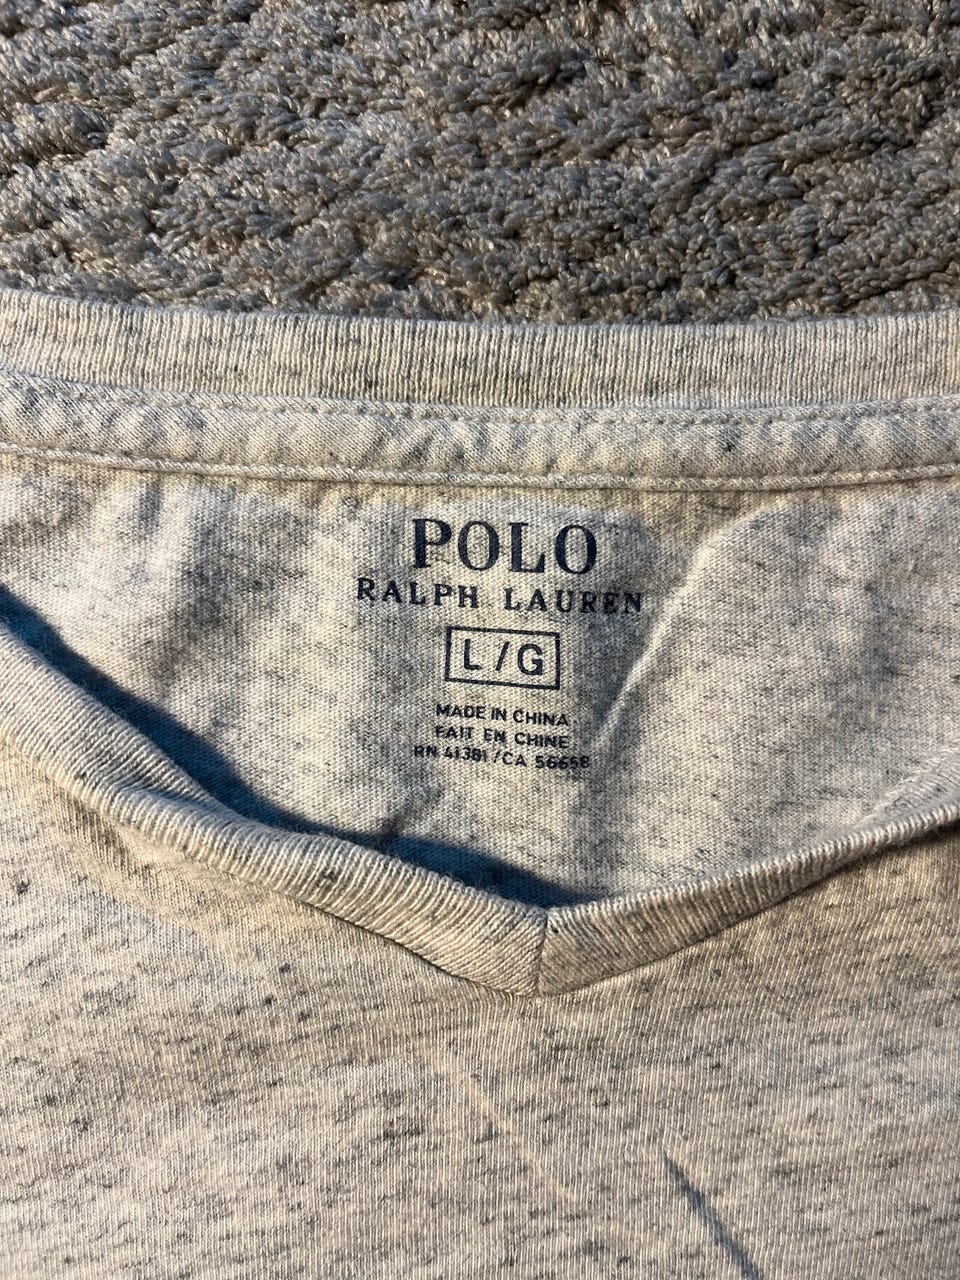 POLO
RALPH LAUREN
L/G
MADE IN CHINA
FAIT EN CHINE
RN 41381/CA 56658